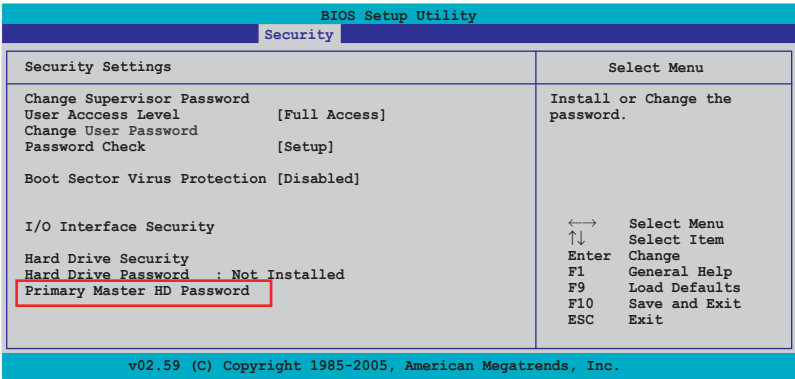 BIOS Setup Utility
Security
Security Settings
Select Menu
Change Supervisor Password
User Acccess Level [Full Access]
Change User Password
Password Check [Setup]
Boot Sector Virus Protection [Disabled]
I/O Interface Security
Hard Drive Security
Hard Drive Password : Not Installed
Primary Master HD Password
Install or Change the
password.
←→ Select Menu
↑↓ Select Item
Enter Change
F1 General Help
F9 Load Defaults
F10 Save and Exit
ESC Exit
v02.59 (C) Copyright 1985-2005, American Megatrends, Inc.